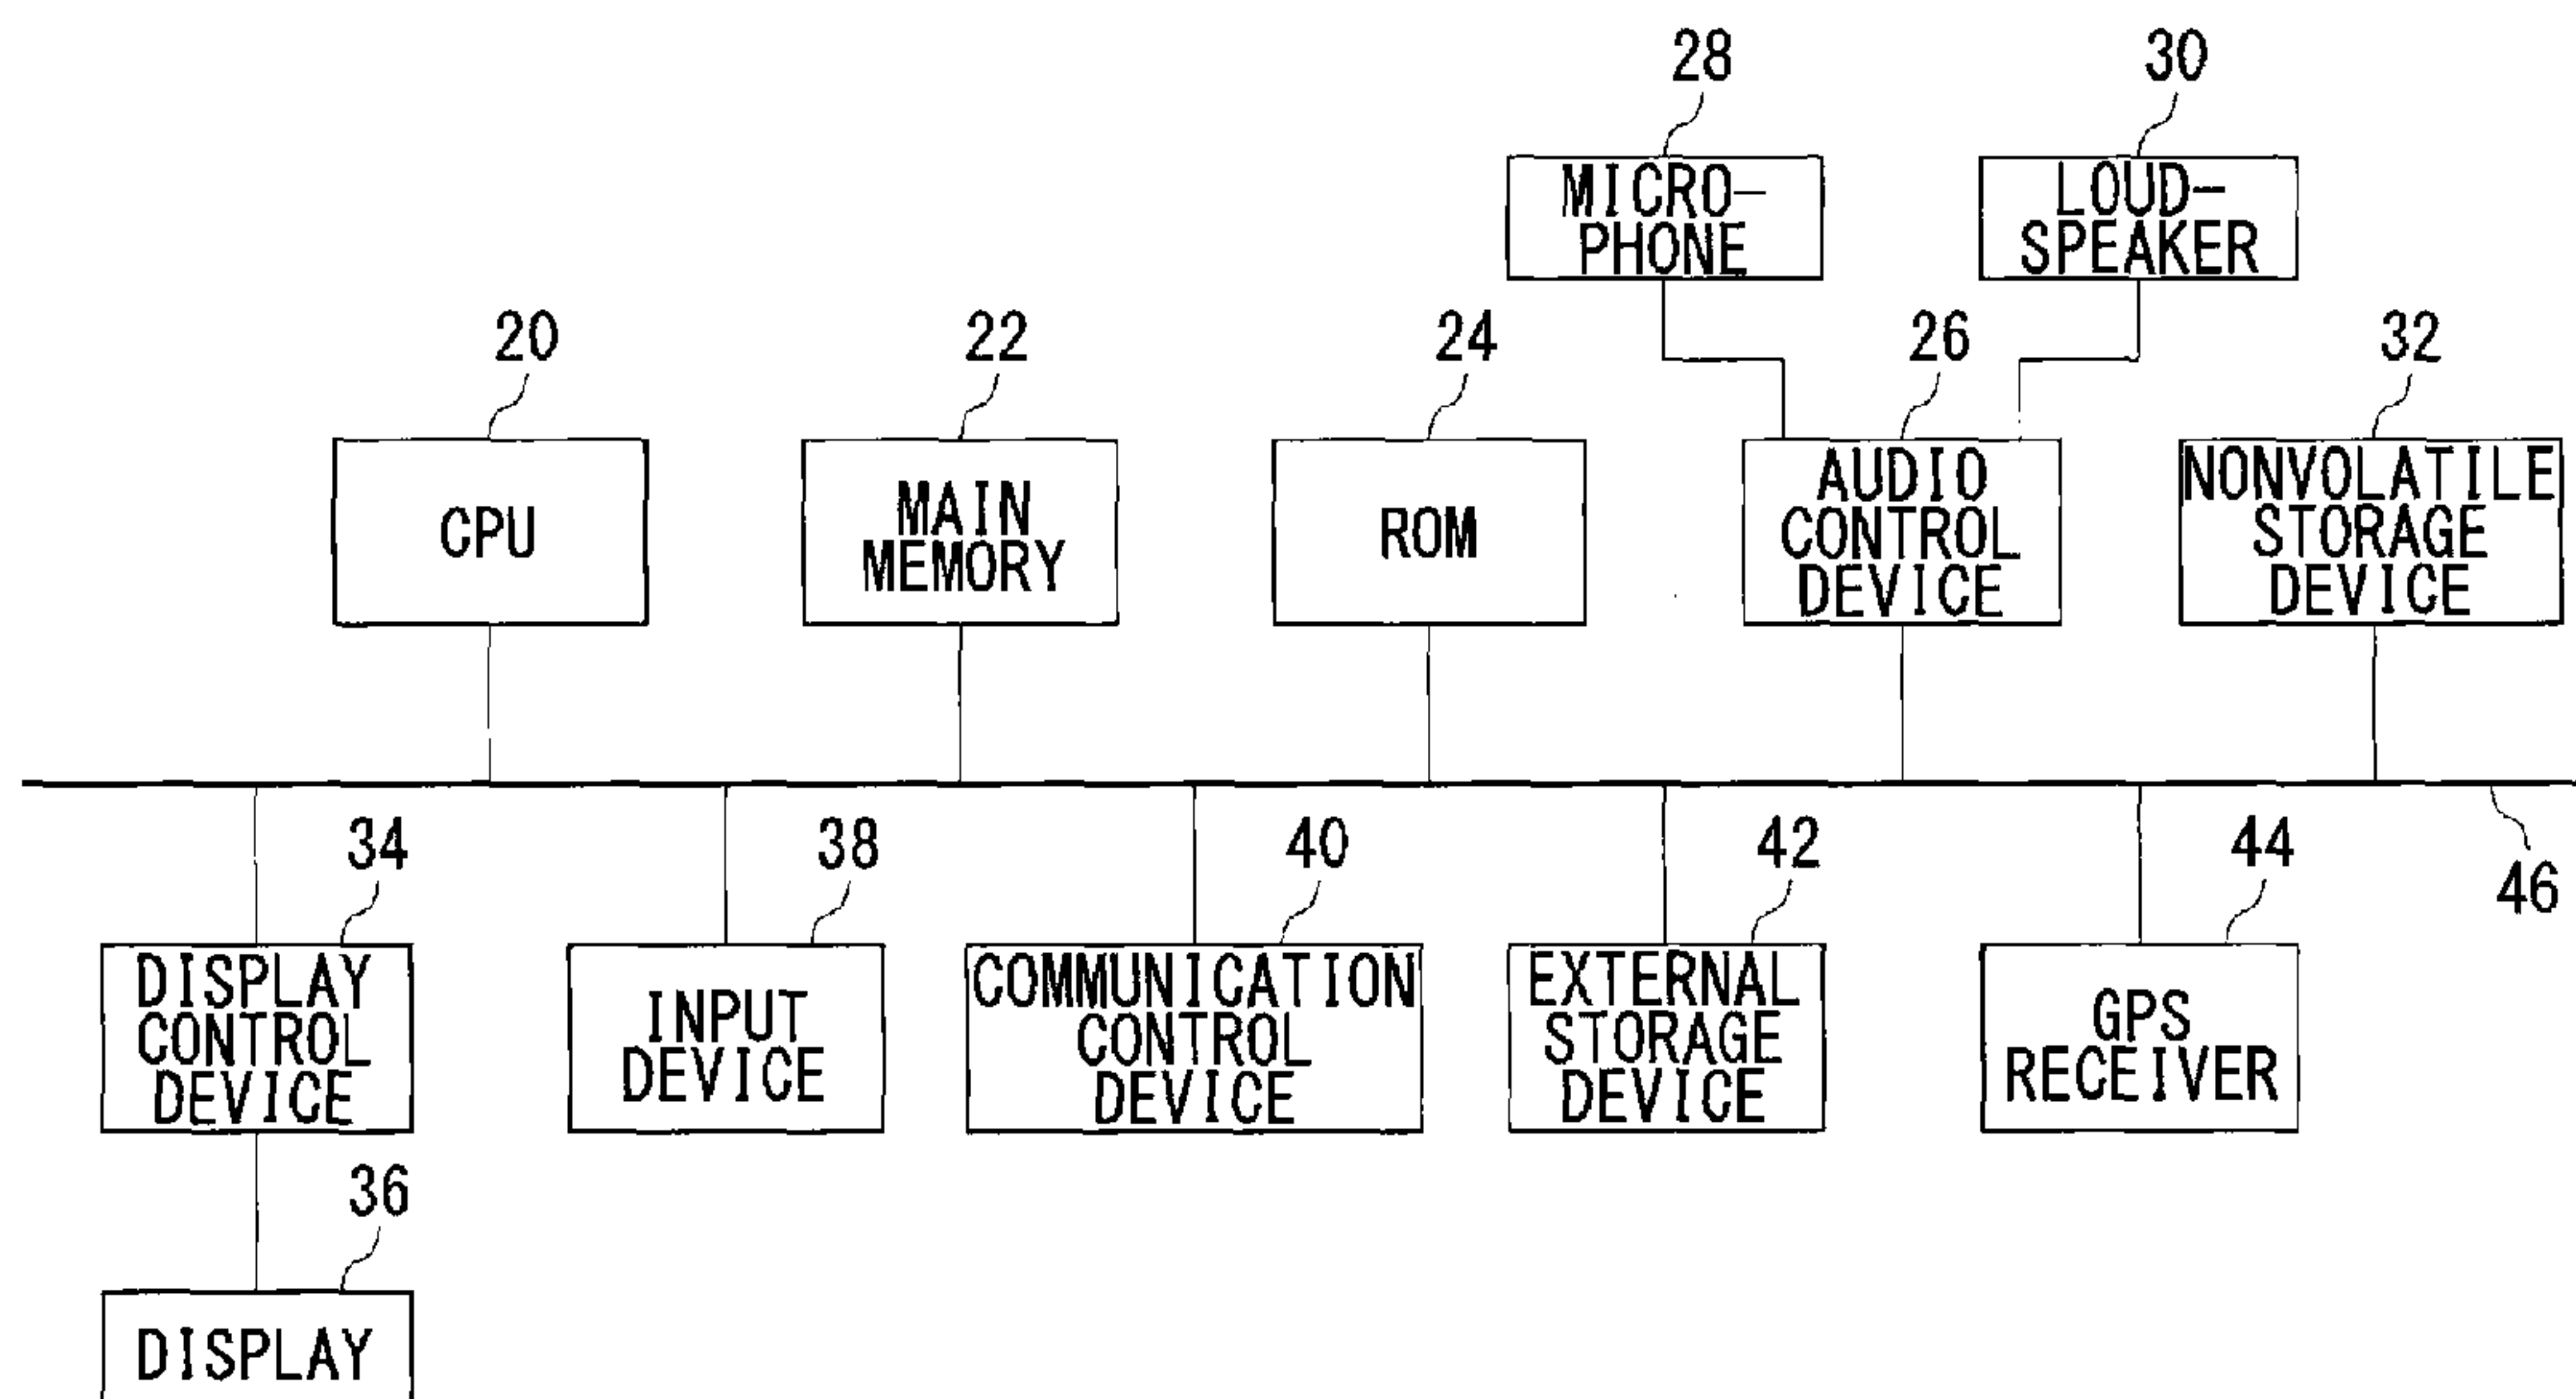 28
30
MICRO-
PHONE
LOUD-
SPEAKER
20
22
24
26
32
CPU
MAIN
MEMORY
ROM
AUDIO
CONTROL
DEVICE
NONVOLATILE
STORAGE
DEVICE
34
38
40
42
44
46
DISPLAY
CONTROL
DEVICE
INPUT
DEVICE
COMMUNICATION
CONTROL
DEVICE
EXTERNAL
STORAGE
DEVICE
GPS
RECEIVER
36
DISPLAY